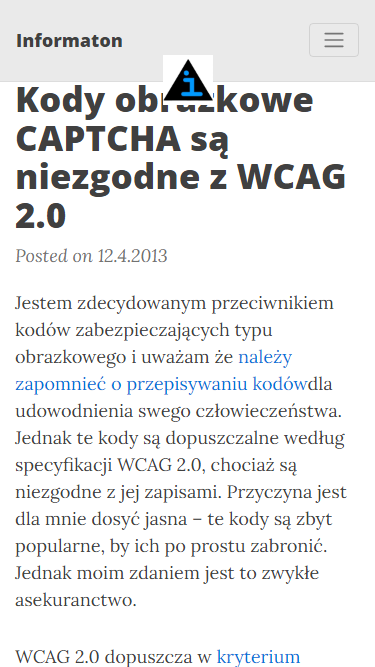 Informaton
Kody obrazkowe
CAPTCHA są
niezgodne z WCAG
2.0
Posted on 12.4.2013
Jestem zdecydowanym przeciwnikiem
kodów zabezpieczających typu
obrazkowego i uważam że należy
zapomnieć o przepisywaniu kodówdla
udowodnienia swego człowieczeństwa.
Jednak te kody są dopuszczalne według
specyfikacji WCAG 2.0, chociaż są
niezgodne z jej zapisami. Przyczyna jest
dla mnie dosyć jasna – te kody są zbyt
popularne, by ich po prostu zabronić.
Jednak moim zdaniem jest to zwykłe
asekuranctwo.
WCAG 2.0 dopuszcza w kryterium